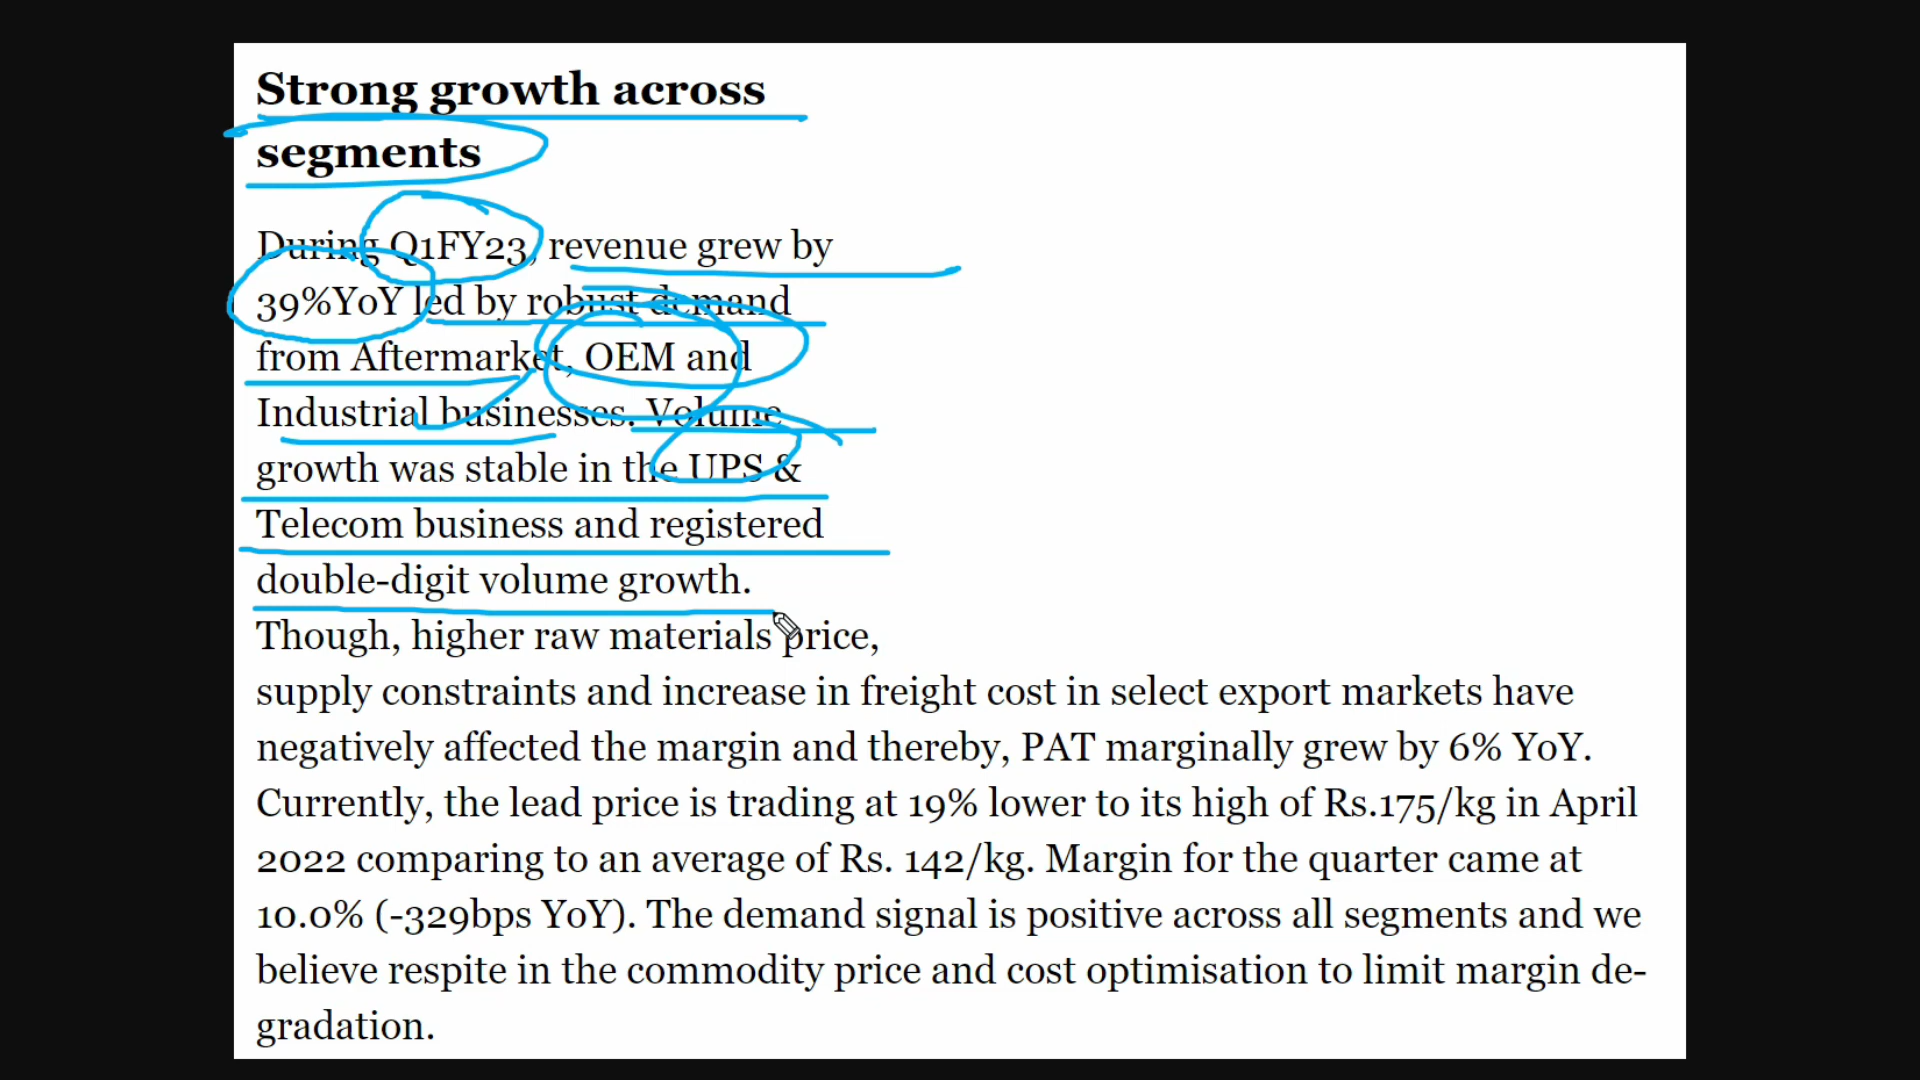 Strong growth across
segments
During Q1FY23, revenue grew by
39%YoY led by robust demand
from Aftermarket, OEM and
Industrial businesses. Volume
growth was stable in the UPS &
Telecom business and registered
double-digit volume growth.
Though, higher raw materials price,
supply constraints and increase in freight cost in select export markets have
negatively affected the margin and thereby, PAT marginally grew by 6% YoY.
Currently, the lead price is trading at 19% lower to its high of Rs.175/kg in April
2022 comparing to an average of Rs. 142/kg. Margin for the quarter came at
10.0% (-329bps YoY). The demand signal is positive across all segments and we
believe respite in the commodity price and cost optimisation to limit margin de-
gradation.